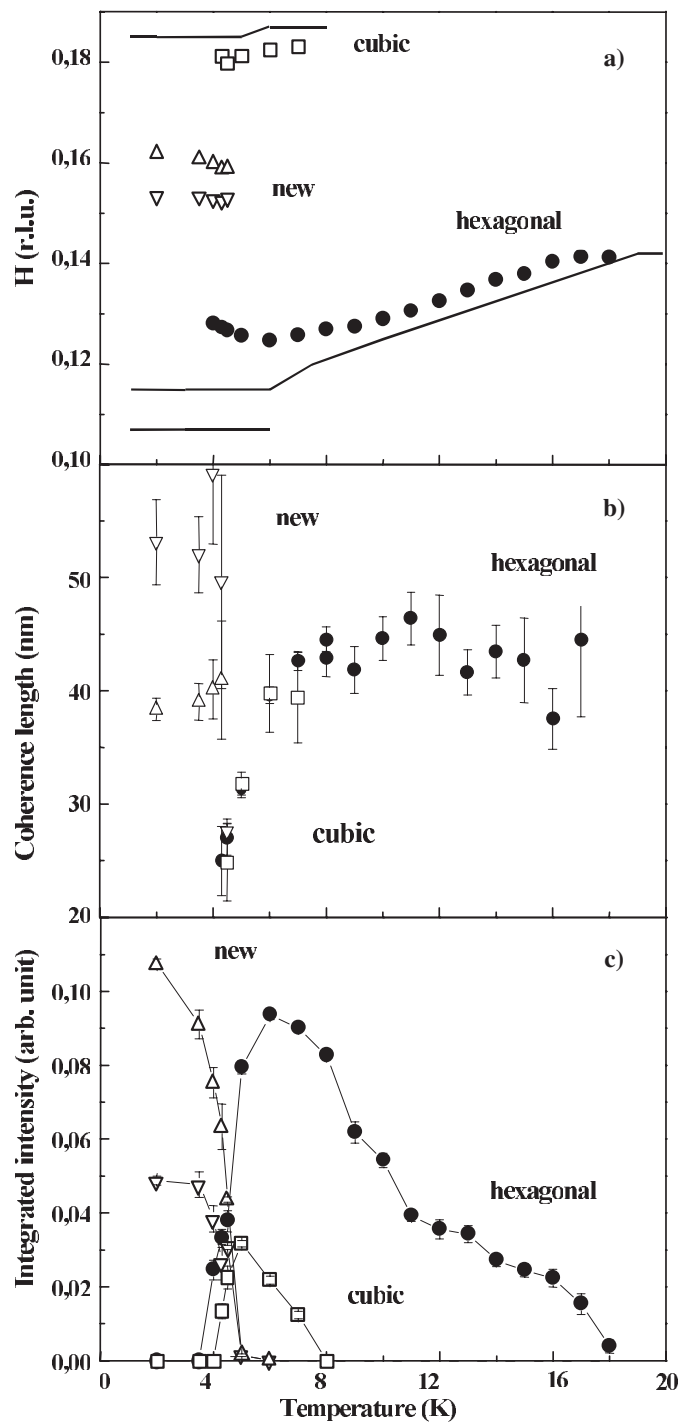 0,18
cubic
a)
0,16
new
H (r.l.u.)
hexagonal
0,14
0,12
0,10
new
b)
hexagonal
50
Coherence length (nm)
40
30
cubic
20
new
c)
0,10
Integrated intensity (arb. unit)
0,08
0,06
hexagonal
0,04
cubic
0,02
0,00
0 4 8 12 16 20
Temperature (K)